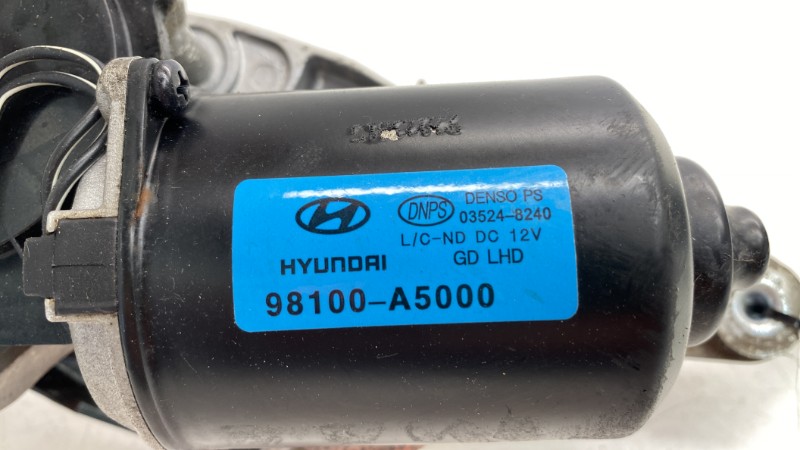 DNPS
DENSO PS
03524-8240
L/C-ND DC 12V
HYUNDAI
GD LHD
98100-A5000